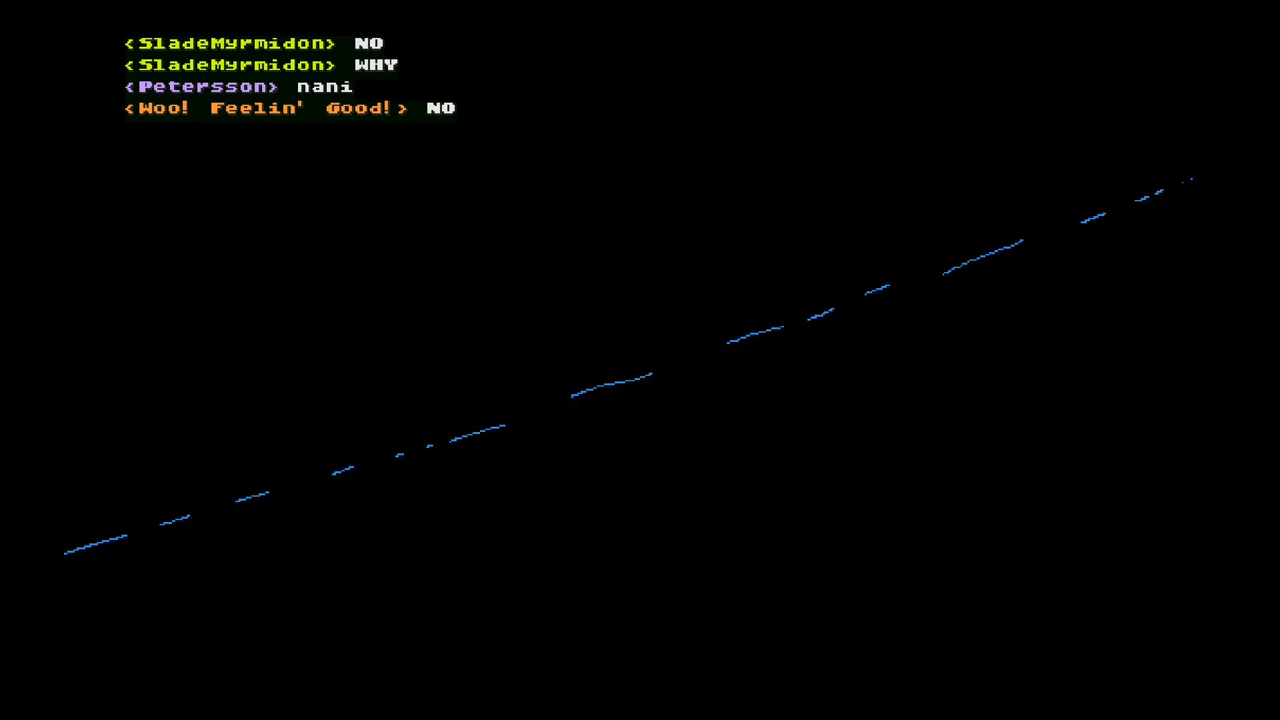 <SladeMyrmidon> NO
<SladeMyrmidon> WHY
<Petersson> nani
<Woo! Feelin' Good!> NO